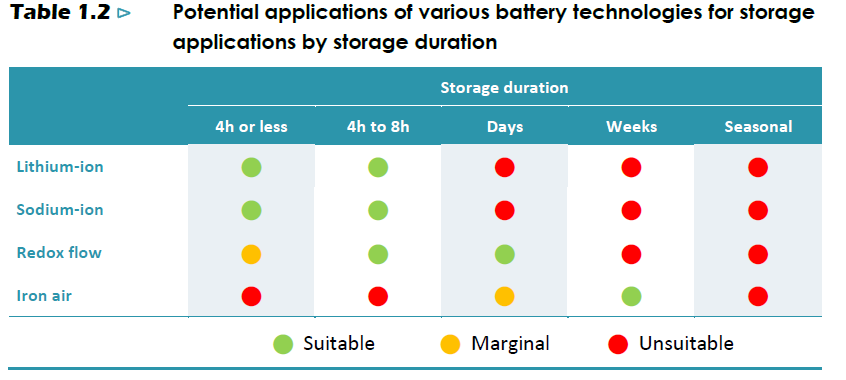 Table 1.2 ▷ Potential applications of various battery technologies for storage
applications by storage duration
Storage duration
4h or less 4h to 8h Days Weeks Seasonal
Lithium-ion
Sodium-ion
Redox flow
Iron air
Suitable Marginal Unsuitable